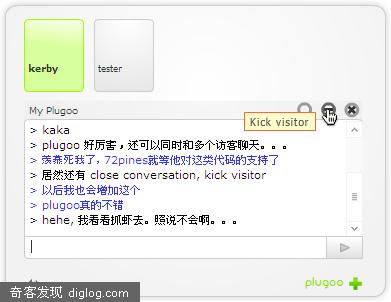 kerby
tester
My Plugoo
Kick visitor
> kaka
> plugoo 好厉害，还可以同时和多个访客聊天。。。
> 羡慕死我了，72pines就等他对这类代码的支持了
> 居然还有 close conversation, kick visitor
> 以后我也会增加这个
> plugoo真的不错
> hehe, 我看看抓虾去。照说不会啊。。。
plugoo
奇客发现 diglog.com